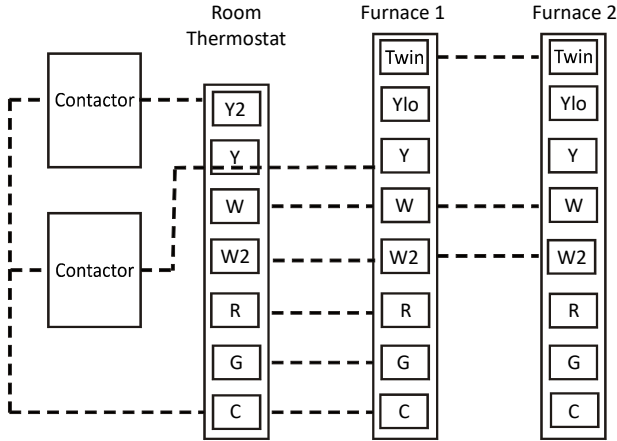 Room
Thermostat
Furnace 1
Furnace 2
Contactor
Contactor
Y2
Y
W
W2
R
G
C
Twin
Ylo
Y
W
W2
R
G
C
Twin
Ylo
Y
W
W2
R
G
C